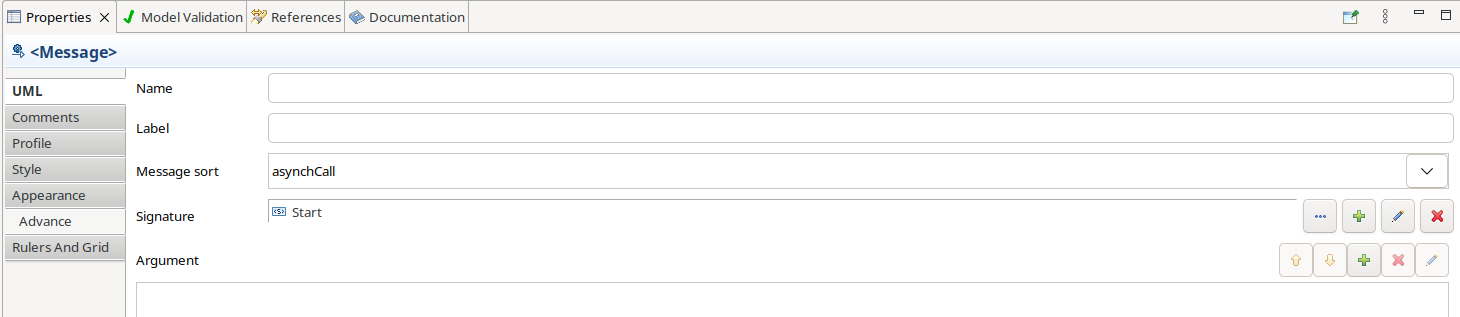 Properties Model Validation References Documentation
<Message>
UML
Comments
Profile
Style
Appearance
Advance
Rulers And Grid
Name
Label
Message sort asynchCall
Signature Start
Argument